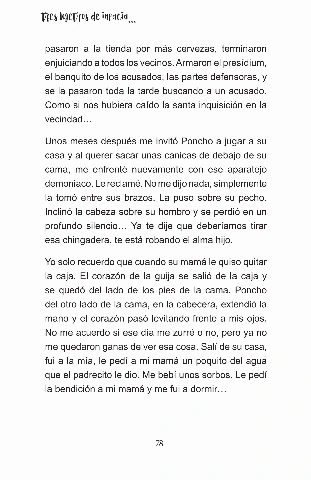 Tres hectares de infancia...
pasaron a la tienda por más cervezas, terminaron
enjuiciando a todos los vecinos. Armaron el presídium,
el banquito de los acusados, las partes defensoras, y
se la pasaron toda la tarde buscando a un acusado.
Como si nos hubiera caído la santa inquisición en la
vecindad…
Unos meses después me invitó Poncho a jugar a su
casa y al querer sacar unas canicas de debajo de su
cama, me enfrenté nuevamente con ese aparatejo
demoniaco. Le reclamé. No me dijo nada, simplemente
la tomó entre sus brazos. La puso sobre su pecho.
Inclinó la cabeza sobre su hombro y se perdió en un
profundo silencio… Ya te dije que deberíamos tirar
esa chingadera, te está robando el alma hijo.
Yo solo recuerdo que cuando su mamá le quiso quitar
la caja. El corazón de la guija se salió de la caja y
se quedó del lado de los pies de la cama. Poncho
del otro lado de la cama, en la cabecera, extendió la
mano y el corazón pasó levitando frente a mis ojos.
No me acuerdo si ese día me zurré o no, pero ya no
me quedaron ganas de ver esa cosa. Salí de su casa,
fui a la mía, le pedí a mi mamá un poquito del agua
que el padrecito le dio. Me bebí unos sorbos. Le pedí
la bendición a mi mamá y me fui a dormir…
78